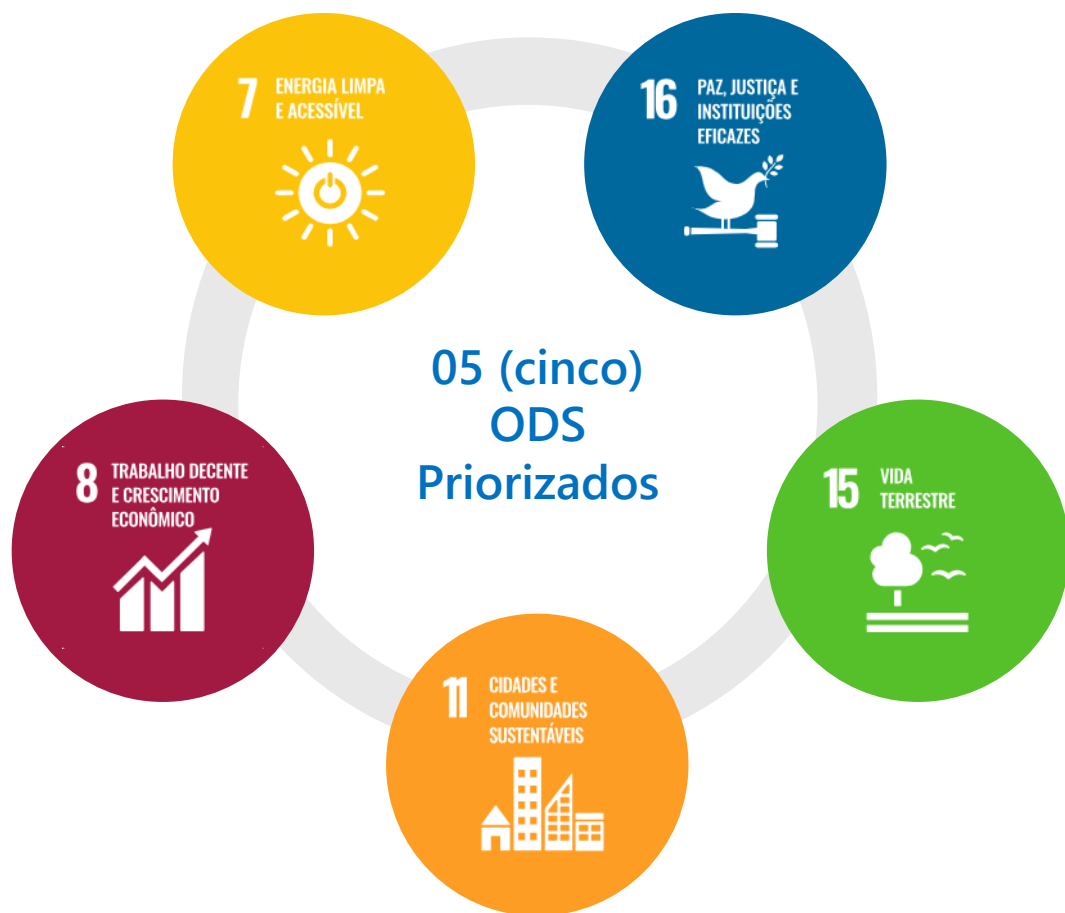 7 ENERGIA LIMPA
E ACESSÍVEL
16 PAZ, JUSTIÇA E
INSTITUIÇÕES
EFICAZES
05 (cinco)
ODS
Priorizados
8 TRABALHO DECENTE
E CRESCIMENTO
ECONÔMICO
15 VIDA
TERRESTRE
11 CIDADES E
COMUNIDADES
SUSTENTÁVEIS